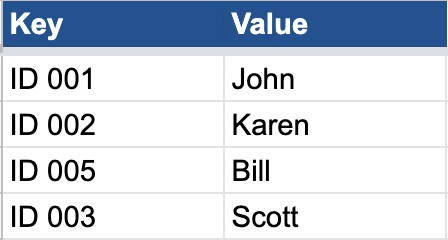 Key Value
ID 001 John
ID 002 Karen
ID 005 Bill
ID 003 Scott